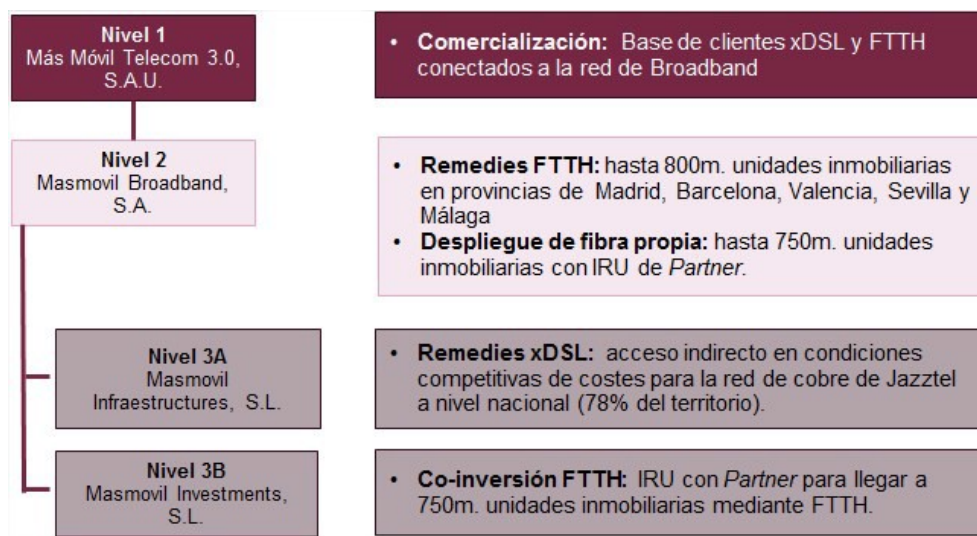 Nivel 1
Más Móvil Telecom 3.0,
S.A.U.
• Comercialización: Base de clientes xDSL y FTTH
conectados a la red de Broadband
Nivel 2
Masmovil Broadband,
S.A.
• Remedies FTTH: hasta 800m. unidades inmobiliarias
en provincias de Madrid, Barcelona, Valencia, Sevilla y
Málaga
• Despliegue de fibra propia: hasta 750m. unidades
inmobiliarias con IRU de Partner.
Nivel 3A
Masmovil
Infraestructures, S.L.
• Remedies xDSL: acceso indirecto en condiciones
competitivas de costes para la red de cobre de Jazztel
a nivel nacional (78% del territorio).
Nivel 3B
Masmovil Investments,
S.L.
• Co-inversión FTTH: IRU con Partner para llegar a
750m. unidades inmobiliarias mediante FTTH.